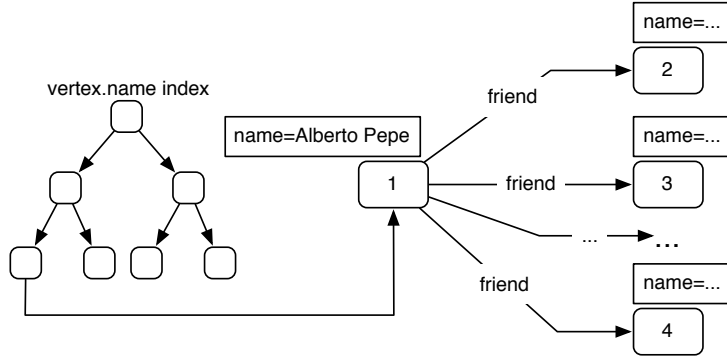 vertex.name index
name=Alberto Pepe
1
name=...
2
friend
name=...
3
friend
...
...
name=...
4
friend